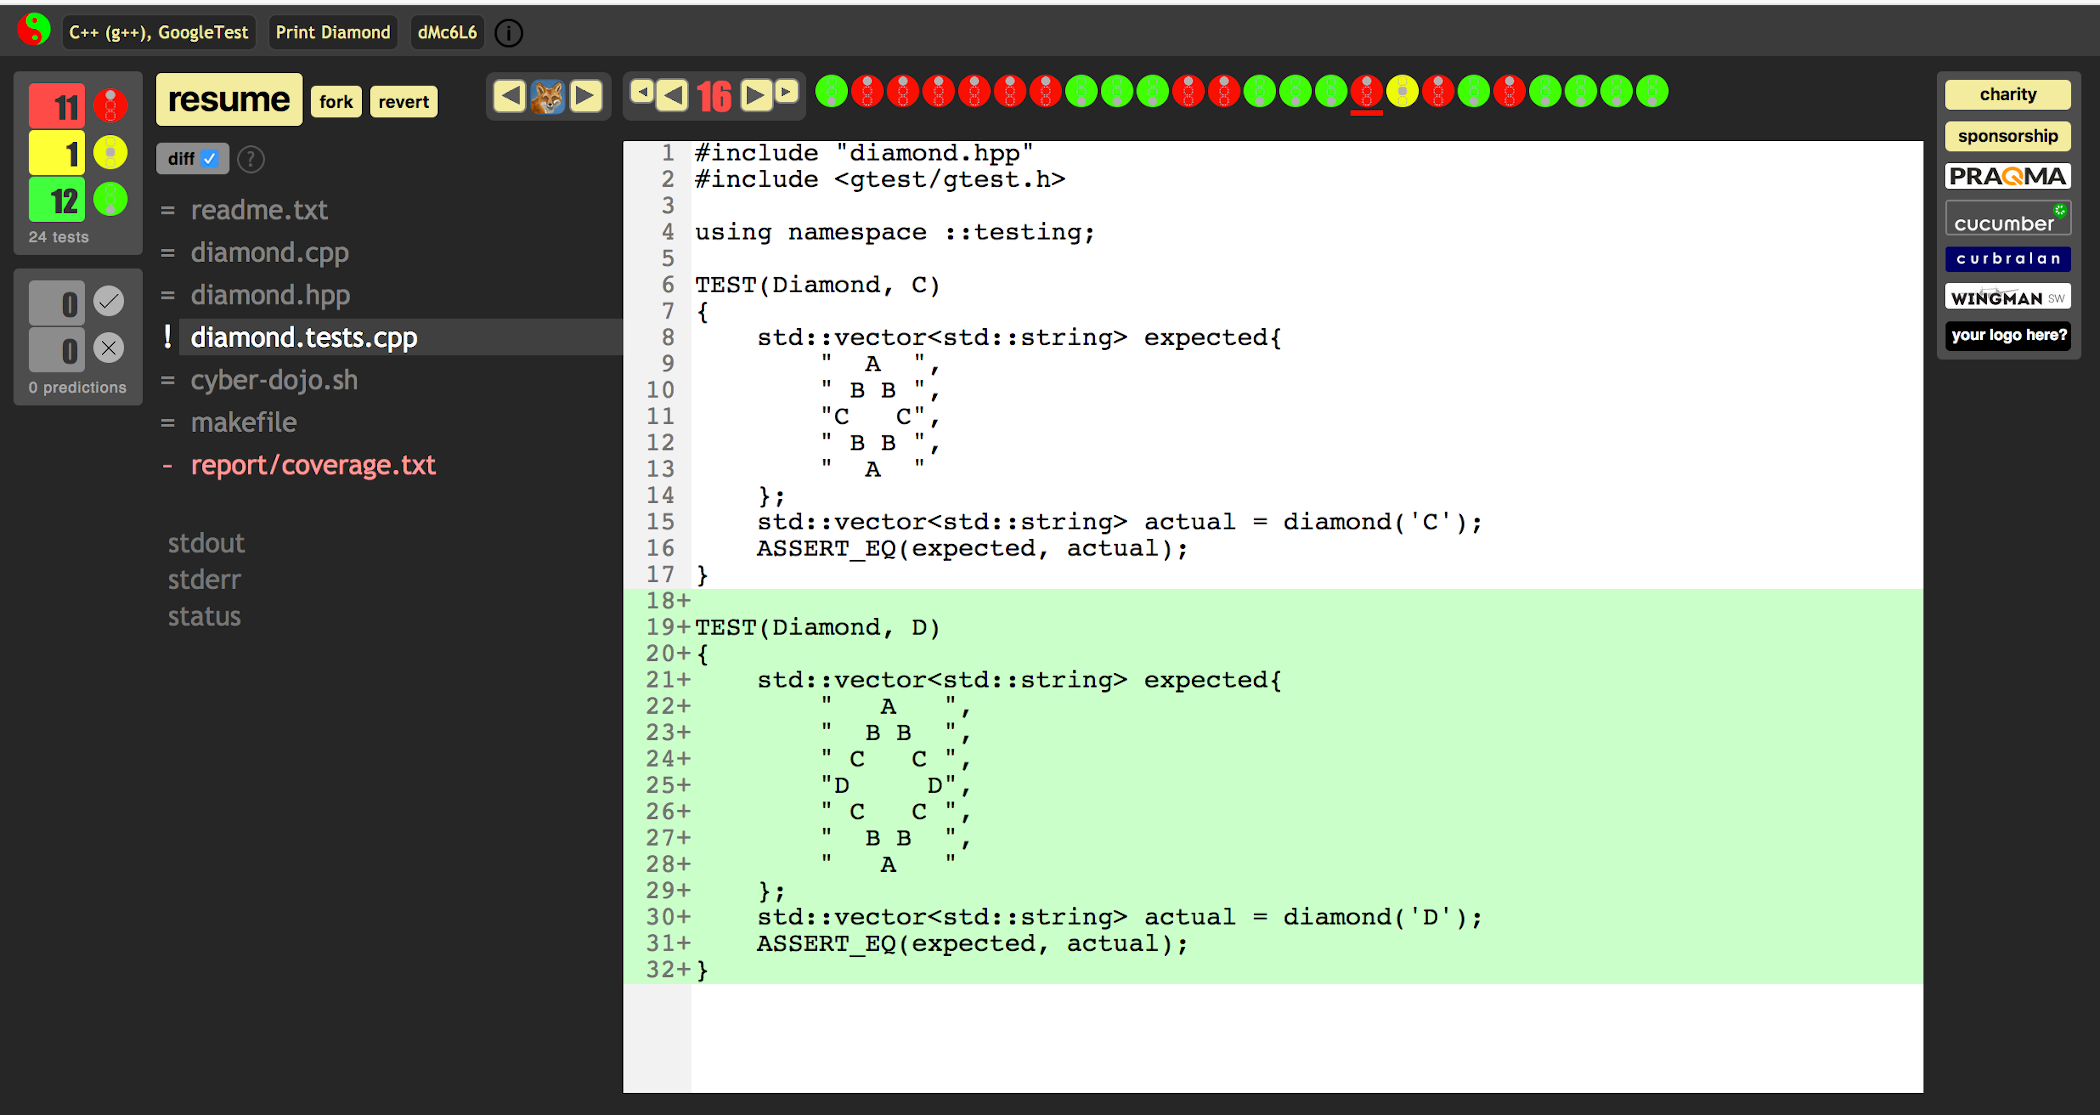 C++ (g++), GoogleTest Print Diamond dMc6L6 i
11
1
12
24 tests
0
0
0 predictions
resume fork revert
diff ?
= readme.txt
= diamond.cpp
= diamond.hpp
! diamond.tests.cpp
= cyber-dojo.sh
= makefile
- report/coverage.txt
stdout
stderr
status
16
1 #include "diamond.hpp"
2 #include <gtest/gtest.h>
3
4 using namespace ::testing;
5
6 TEST(Diamond, C)
7 {
8     std::vector<std::string> expected{
9         "  A  ",
10         " B B ",
11         "C   C",
12         " B B ",
13         "  A  "
14     };
15     std::vector<std::string> actual = diamond('C');
16     ASSERT_EQ(expected, actual);
17 }
18+
19+TEST(Diamond, D)
20+{
21+    std::vector<std::string> expected{
22+        "   A   ",
23+        "  B B  ",
24+        " C   C ",
25+        "D     D",
26+        " C   C ",
27+        "  B B  ",
28+        "   A   "
29+    };
30+    std::vector<std::string> actual = diamond('D');
31+    ASSERT_EQ(expected, actual);
32+}
charity
sponsorship
PRAQMA
cucumber
curbralan
WINGMAN SW
your logo here?